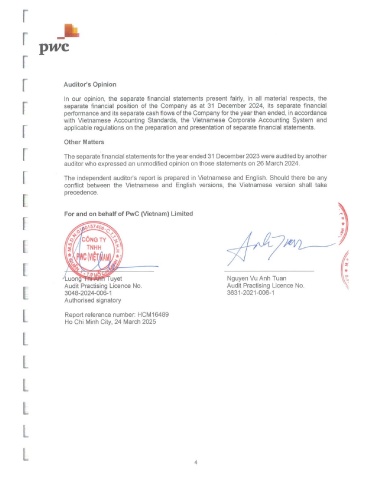 pwc
Auditor's Opinion
In our opinion, the separate financial statements present fairly, in all material respects, the
separate financial position of the Company as at 31 December 2024, its separate financial
performance and its separate cash flows of the Company for the year then ended, in accordance
with Vietnamese Accounting Standards, the Vietnamese Corporate Accounting System and
applicable regulations on the preparation and presentation of separate financial statements.
Other Matters
The separate financial statements for the year ended 31 December 2023 were audited by another
auditor who expressed an unmodified opinion on those statements on 26 March 2024.
The independent auditor's report is prepared in Vietnamese and English. Should there be any
conflict between the Vietnamese and English versions, the Vietnamese version shall take
precedence.
For and on behalf of PwC (Vietnam) Limited
CÔNG TY
TNHH
PWC (VIỆT NAM)
Anh Tuan
Luong Thi Anh Tuyet
Audit Practising Licence No.
3048-2024-006-1
Authorised signatory
Nguyen Vu Anh Tuan
Audit Practising Licence No.
3631-2021-006-1
Report reference number: HCM16489
Ho Chi Minh City, 24 March 2025
4